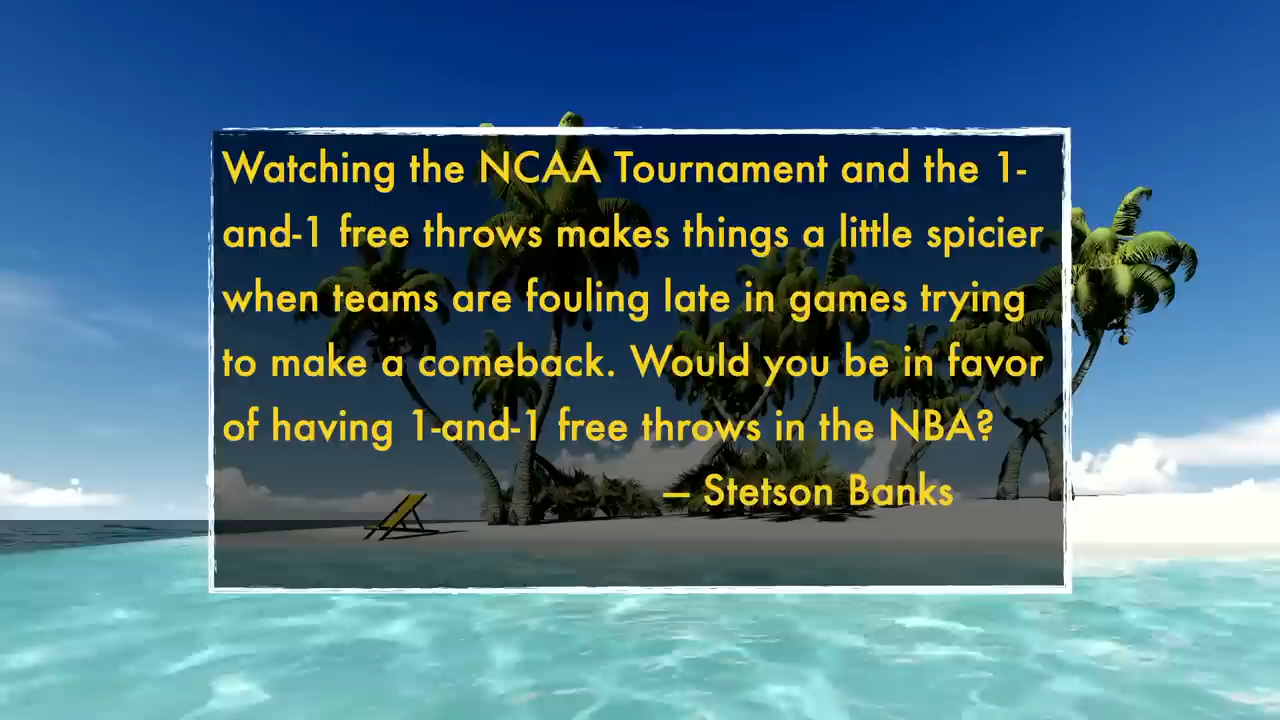 Watching the NCAA Tournament and the 1-
and-1 free throws makes things a little spicier
when teams are fouling late in games trying
to make a comeback. Would you be in favor
of having 1-and-1 free throws in the NBA?
– Stetson Banks